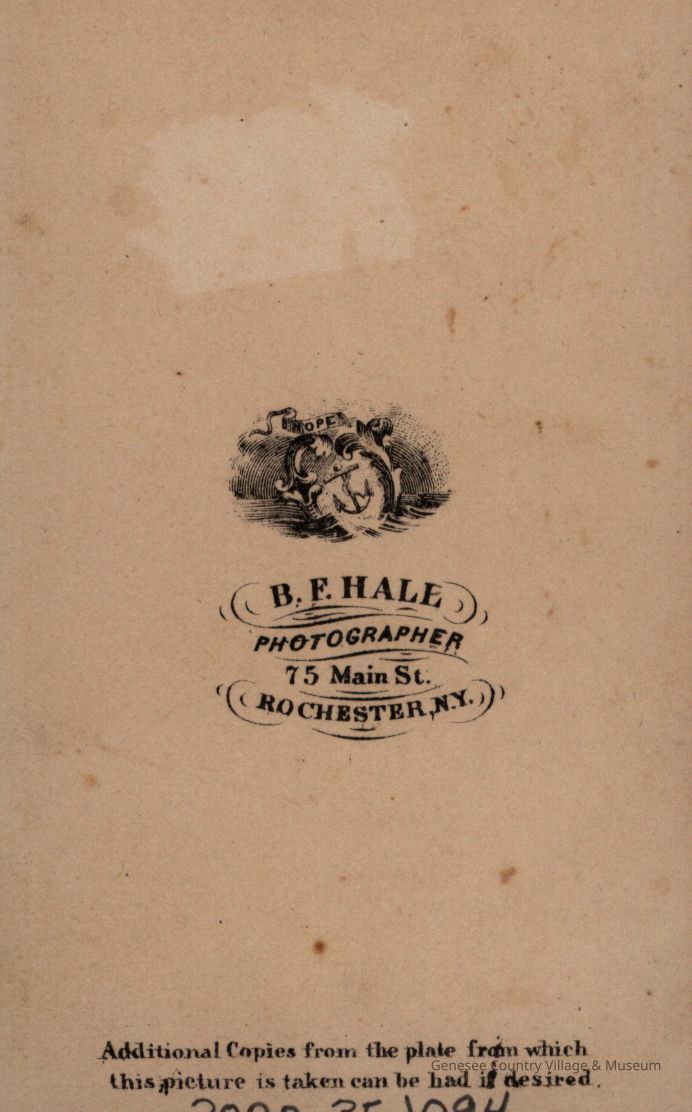 HOPE
B. F. HALE
PHOTOGRAPHER
75 Main St.
ROCHESTER, N.Y.
Additional Copies from the plate from which
Genesee Country Village & Museum
this picture is taken can be had if desired.